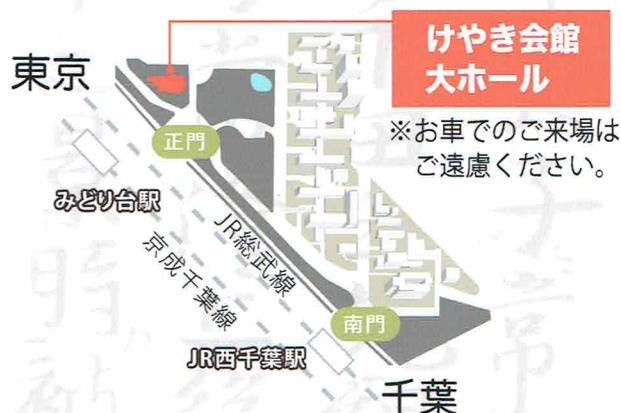 けやき会館
大ホール
東京
※お車でのご来場は
ご遠慮ください。
正門
みどり台駅
JR総武線
京成千葉線
南門
JR西千葉駅
千葉